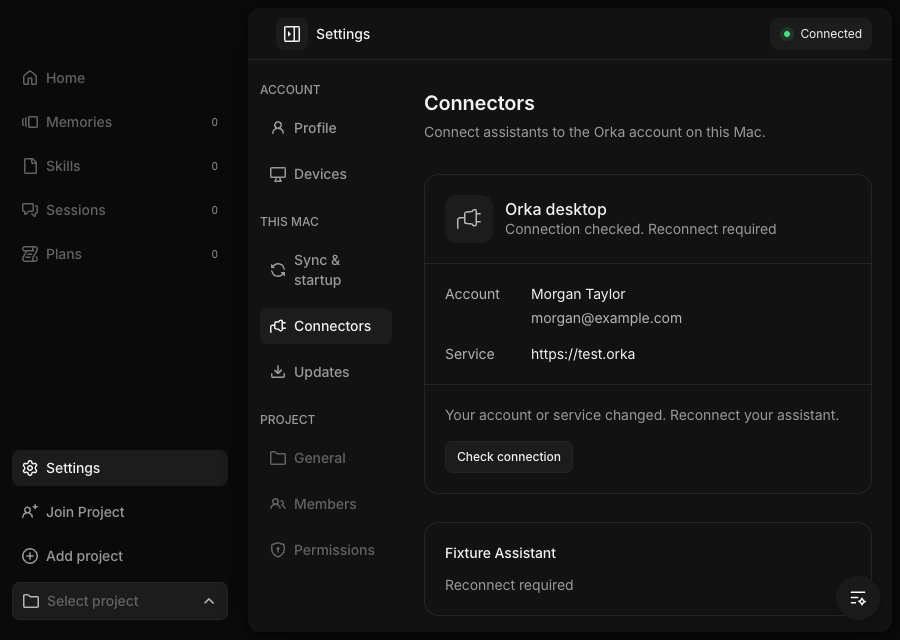 Home
Memories 0
Skills 0
Sessions 0
Plans 0
Settings
Join Project
Add project
Select project
Settings
Connected
ACCOUNT
Profile
Devices
THIS MAC
Sync &
startup
Connectors
Updates
PROJECT
General
Members
Permissions
Connectors
Connect assistants to the Orka account on this Mac.
Orka desktop
Connection checked. Reconnect required
Account Morgan Taylor
morgan@example.com
Service https://test.orka
Your account or service changed. Reconnect your assistant.
Check connection
Fixture Assistant
Reconnect required